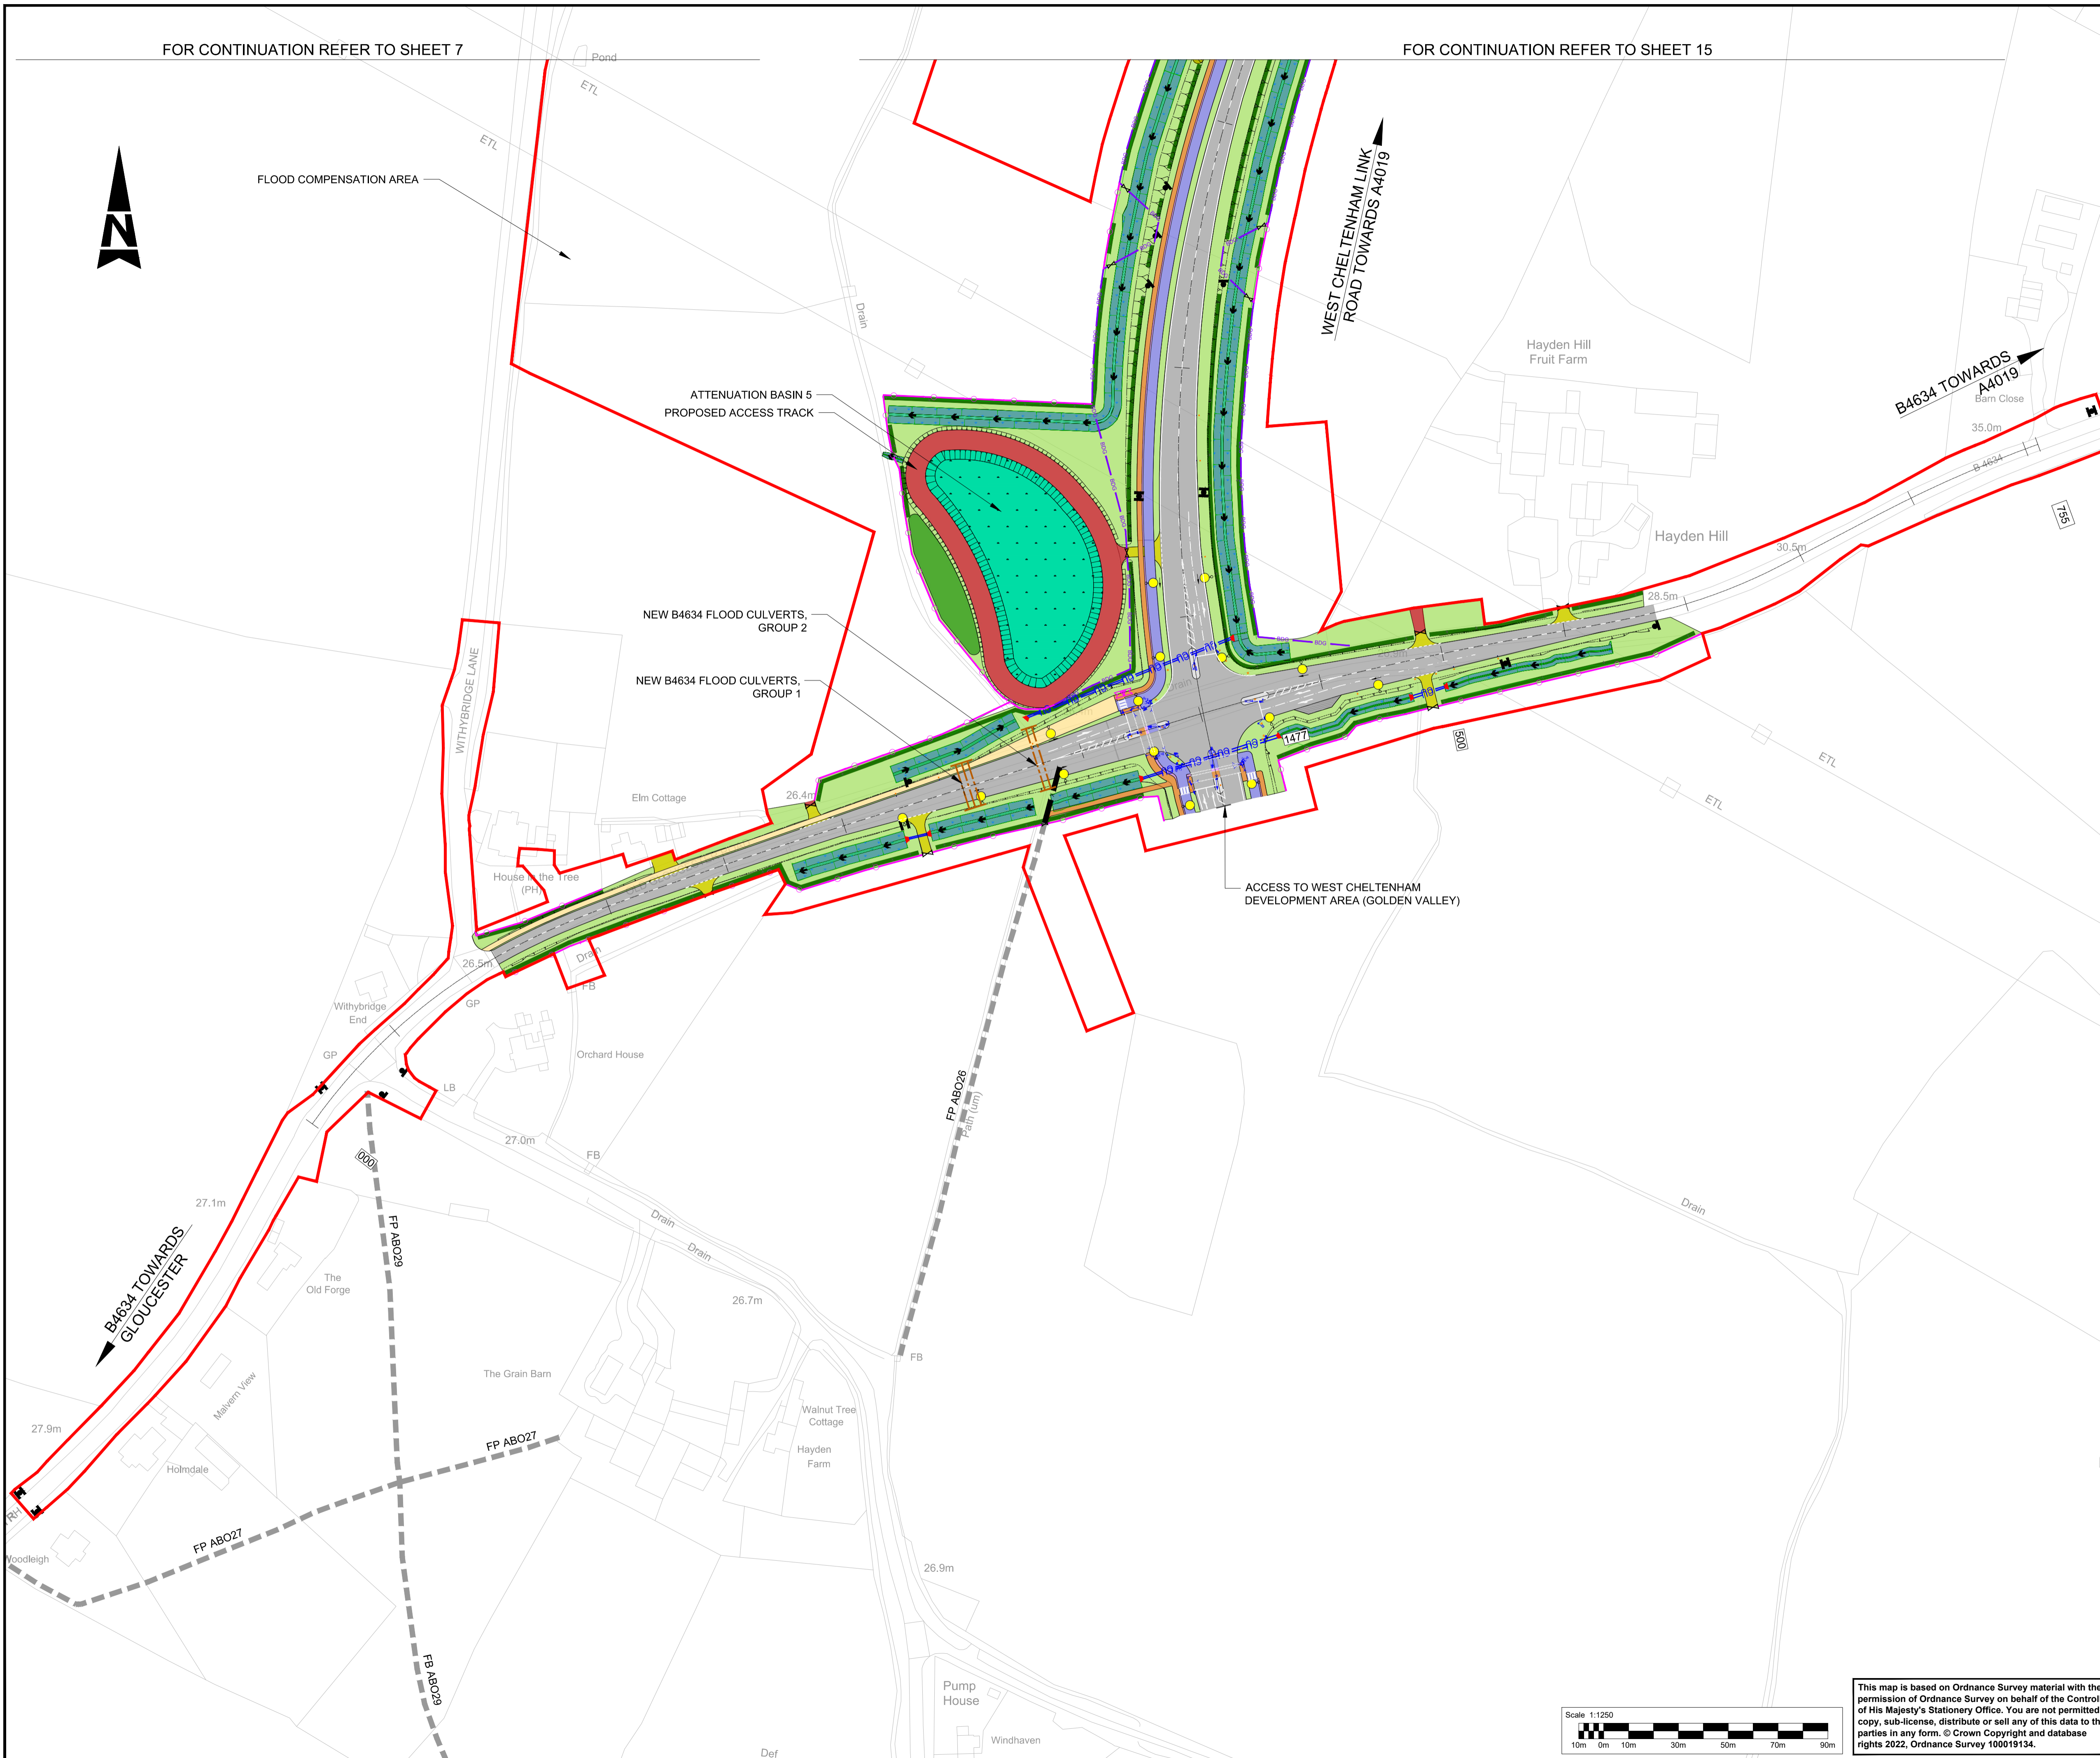 FOR CONTINUATION REFER TO SHEET 7
FOR CONTINUATION REFER TO SHEET 15
Pond
ETL
ETL
N
FLOOD COMPENSATION AREA
Drain
WEST CHELTENHAM LINK
ROAD TOWARDS A4019
Hayden Hill
Fruit Farm
B4634 TOWARDS
A4019
Barn Close
35.0m
B 4634
755
ATTENUATION BASIN 5
PROPOSED ACCESS TRACK
BDG
BDG
BDG
Hayden Hill
30.5m
28.5m
NEW B4634 FLOOD CULVERTS,
GROUP 2
NEW B4634 FLOOD CULVERTS,
GROUP 1
WITHYBRIDGE LANE
Drain
BDG
BDG
1477
500
ETL
ETL
26.4m
Elm Cottage
House in the Tree
(PH)
ACCESS TO WEST CHELTENHAM
DEVELOPMENT AREA (GOLDEN VALLEY)
26.5m
Drain
FB
GP
Withybridge
End
GP
Orchard House
LB
27.0m
FB
000
FP ABO26
Path (um)
27.1m
FP ABO29
Drain
Drain
Drain
B4634 TOWARDS
GLOUCESTER
The
Old Forge
26.7m
FB
The Grain Barn
Malvern View
Walnut Tree
Cottage
27.9m
FP ABO27
Hayden
Farm
Holmdale
FP ABO27
Woodleigh
26.9m
FB ABO29
Pump
House
Windhaven
Def
Scale 1:1250
10m 0m 10m 30m 50m 70m 90m
This map is based on Ordnance Survey material with the
permission of Ordnance Survey on behalf of the
of His Majesty's Stationery Office. You are not permitted
copy, sub-license, distribute or sell any of this data to
parties in any form. © Crown Copyright and database
rights 2022, Ordnance Survey 100019134.